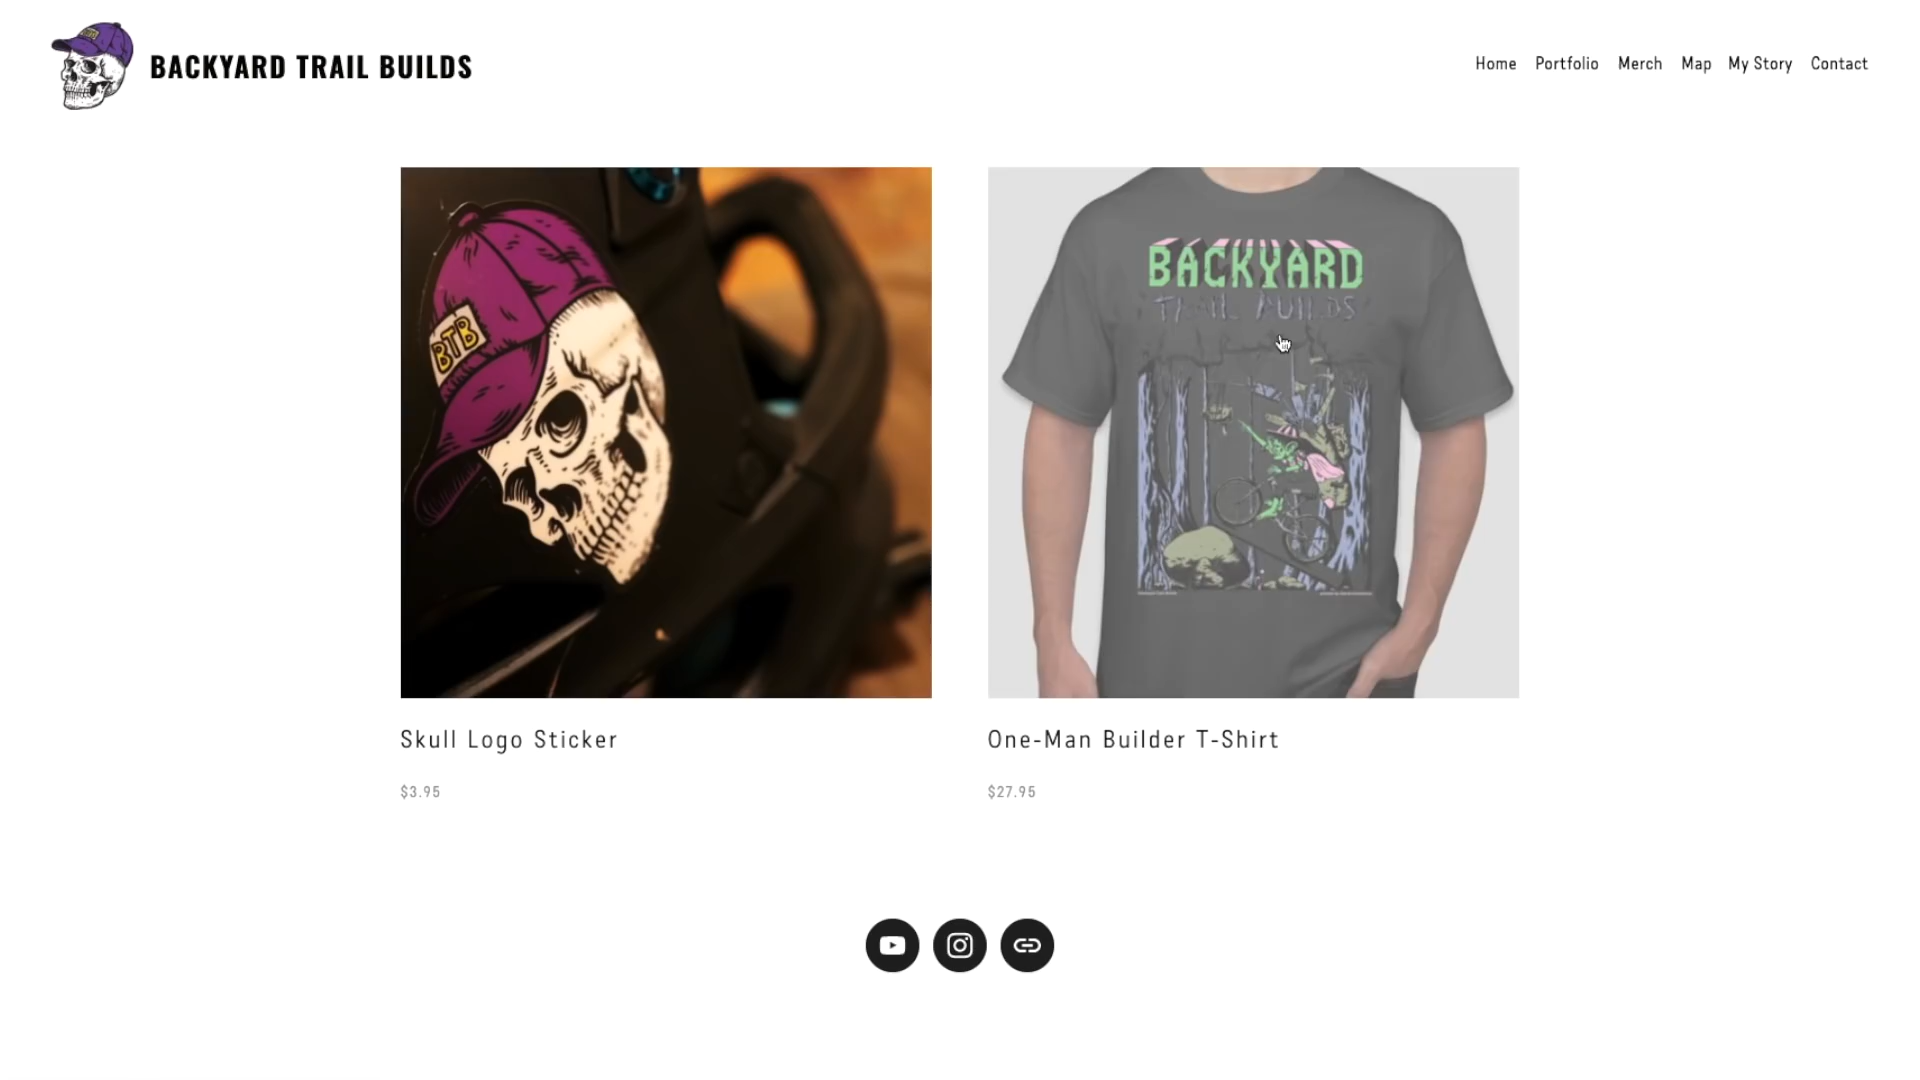 BACKYARD TRAIL BUILDS
Home Portfolio Merch Map My Story Contact
BTB
BACKYARD
TRAIL BUILDS
Skull Logo Sticker
One-Man Builder T-Shirt
$3.95
$27.95